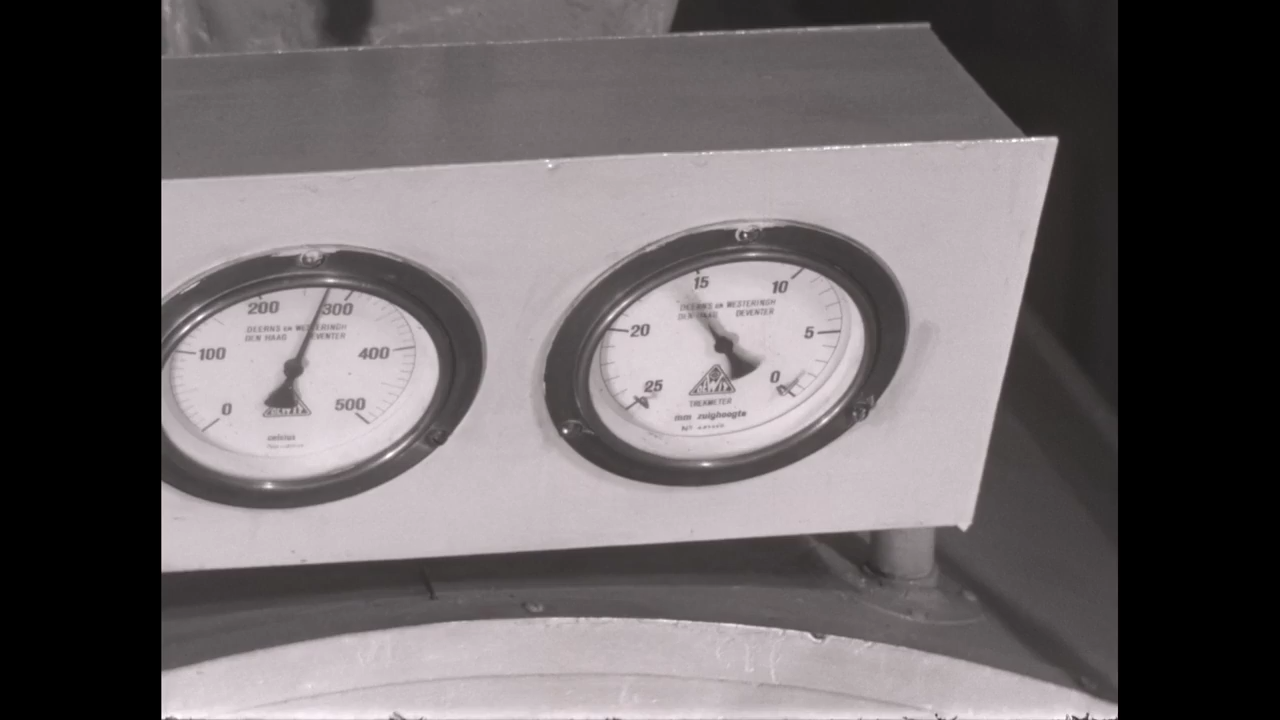 200 300
DEERNS EN WESTERINGH
DEN HAAG DEVENTER
100 400
0 500
celsius
15 10
DEERNS EN WESTERINGH
DEN HAAG DEVENTER
20 5
25 0
mm zuighoogte